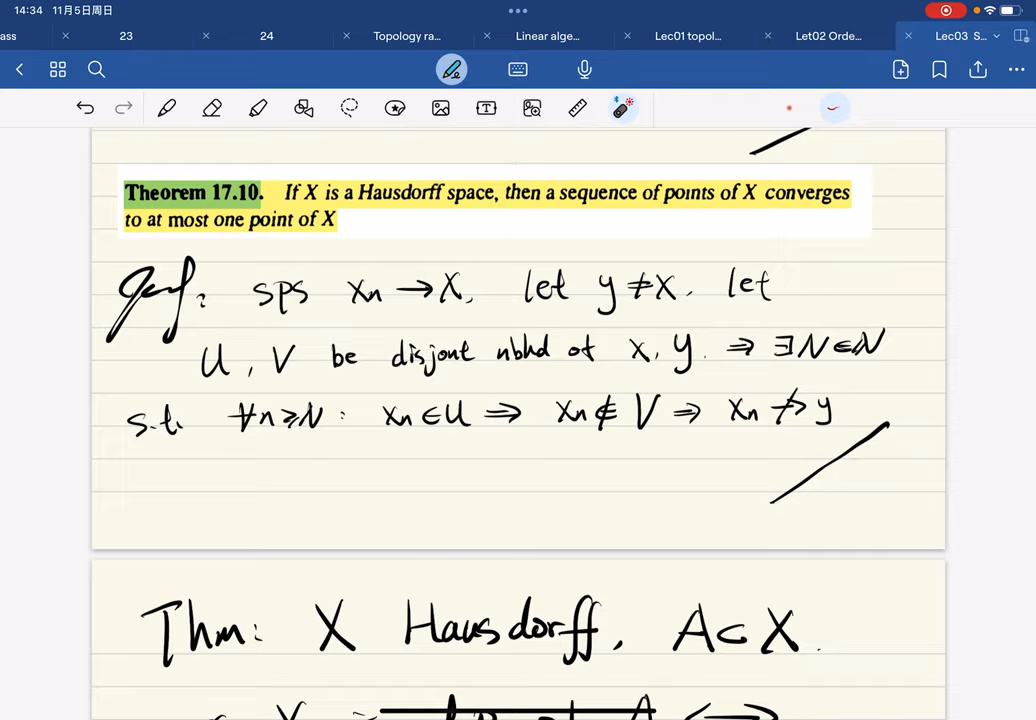 14:34 11月5日周日
ass 23 24 Topology ra... Linear alge... Lec01 topol... Let02 Orde... Lec03 S...
Theorem 17.10. If X is a Hausdorff space, then a sequence of points of X converges
to at most one point of X
sps xn → x, let y ≠ x. let
U, V be disjont nbhd of x, y. ⇒ ∃N∈ℕ
s.t. ∀n≥N : xn ∈ U ⇒ xn ∉ V ⇒ xn ↛ y
Thm: X Hausdorff, A⊂X.